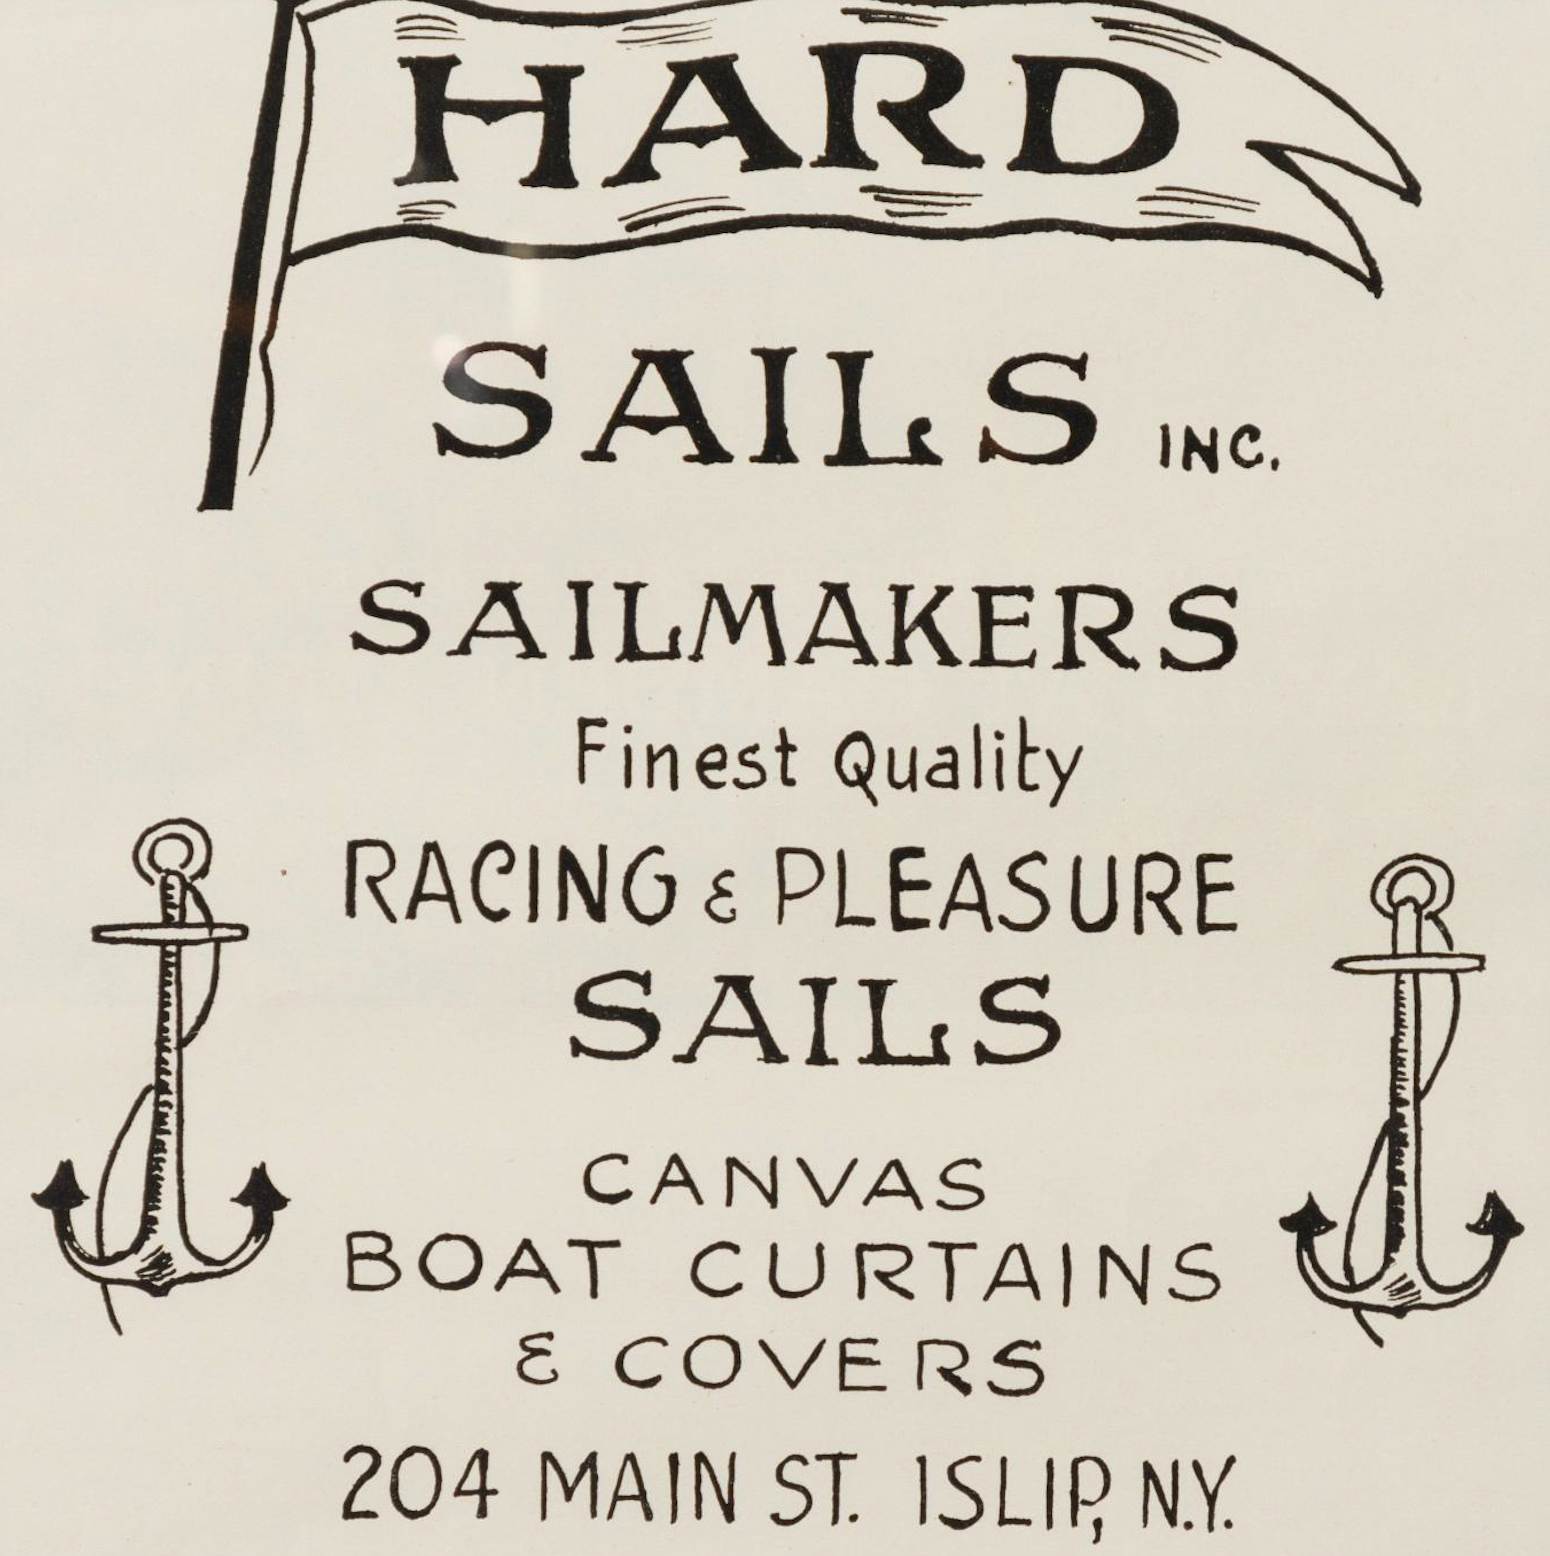 HARD
SAILS INC.
SAILMAKERS
Finest Quality
RACING & PLEASURE
SAILS
CANVAS
BOAT CURTAINS
& COVERS
204 MAIN ST. ISLIP, N.Y.